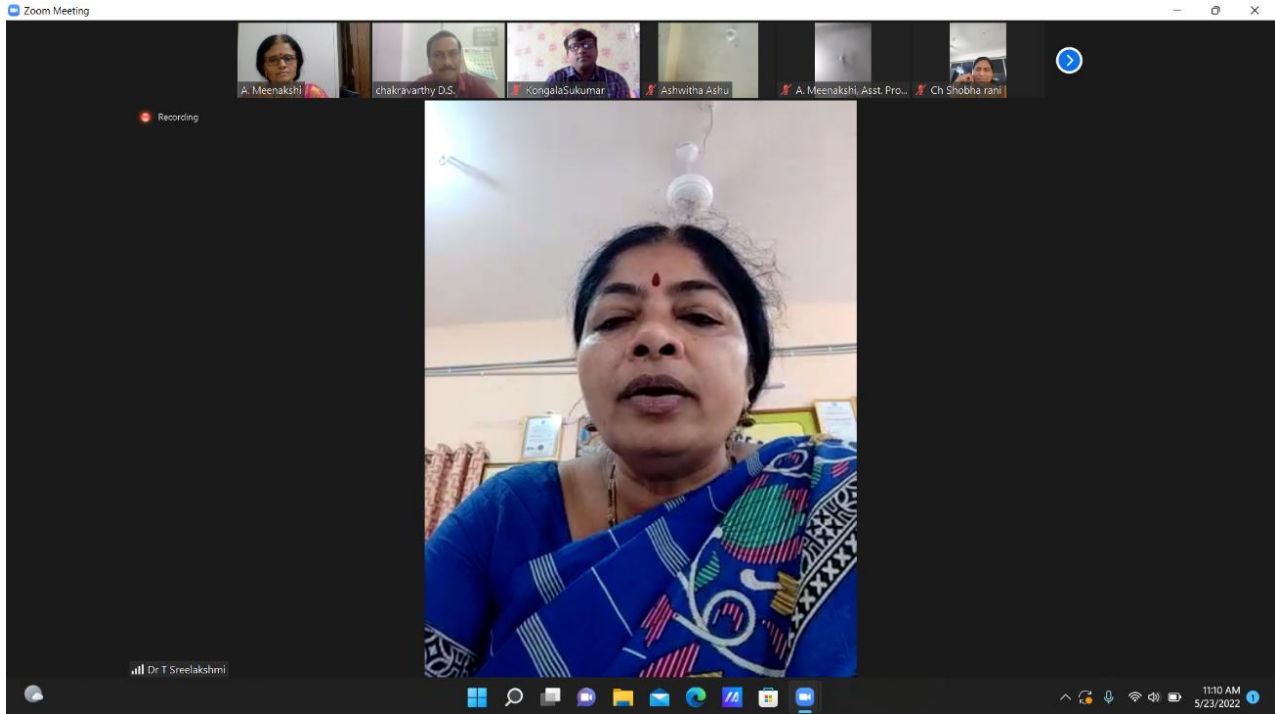 Zoom Meeting
A. Meenakshi
chakravarthy D.S.
KongalaSukumar
Ashwitha Ashu
A. Meenakshi, Asst. Pro...
Ch Shobha rani
Recording
Dr T Sreelakshmi
11:10 AM
5/23/2022
1